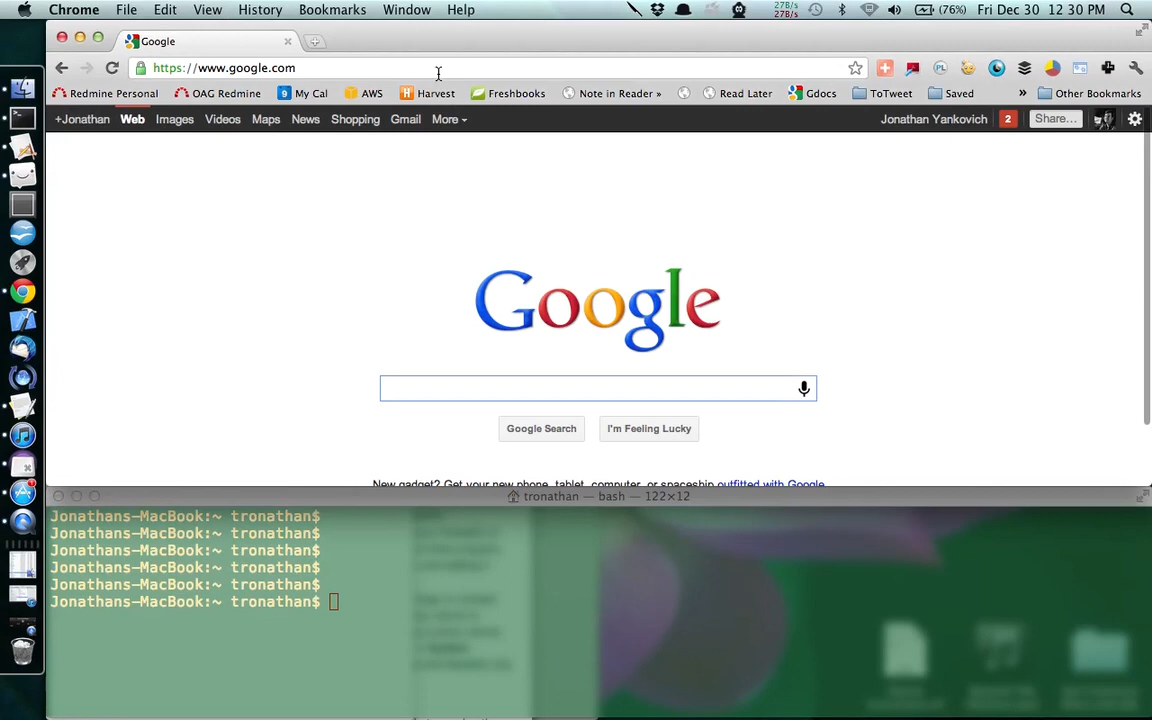 Chrome File Edit View History Bookmarks Window Help 27B/s 27B/s (76%) Fri Dec 30 12:30 PM
Google
https://www.google.com
Redmine Personal OAG Redmine 9 My Cal AWS Harvest Freshbooks Note in Reader » Read Later Gdocs ToTweet Saved » Other Bookmarks
+Jonathan Web Images Videos Maps News Shopping Gmail More Jonathan Yankovich 2 Share...
Google
Google Search I'm Feeling Lucky
New gadget? Get your new phone, tablet, computer, or spaceship outfitted with Google
tronathan — bash — 122×12
Jonathans-MacBook:~ tronathan$
Jonathans-MacBook:~ tronathan$
Jonathans-MacBook:~ tronathan$
Jonathans-MacBook:~ tronathan$
Jonathans-MacBook:~ tronathan$
Jonathans-MacBook:~ tronathan$